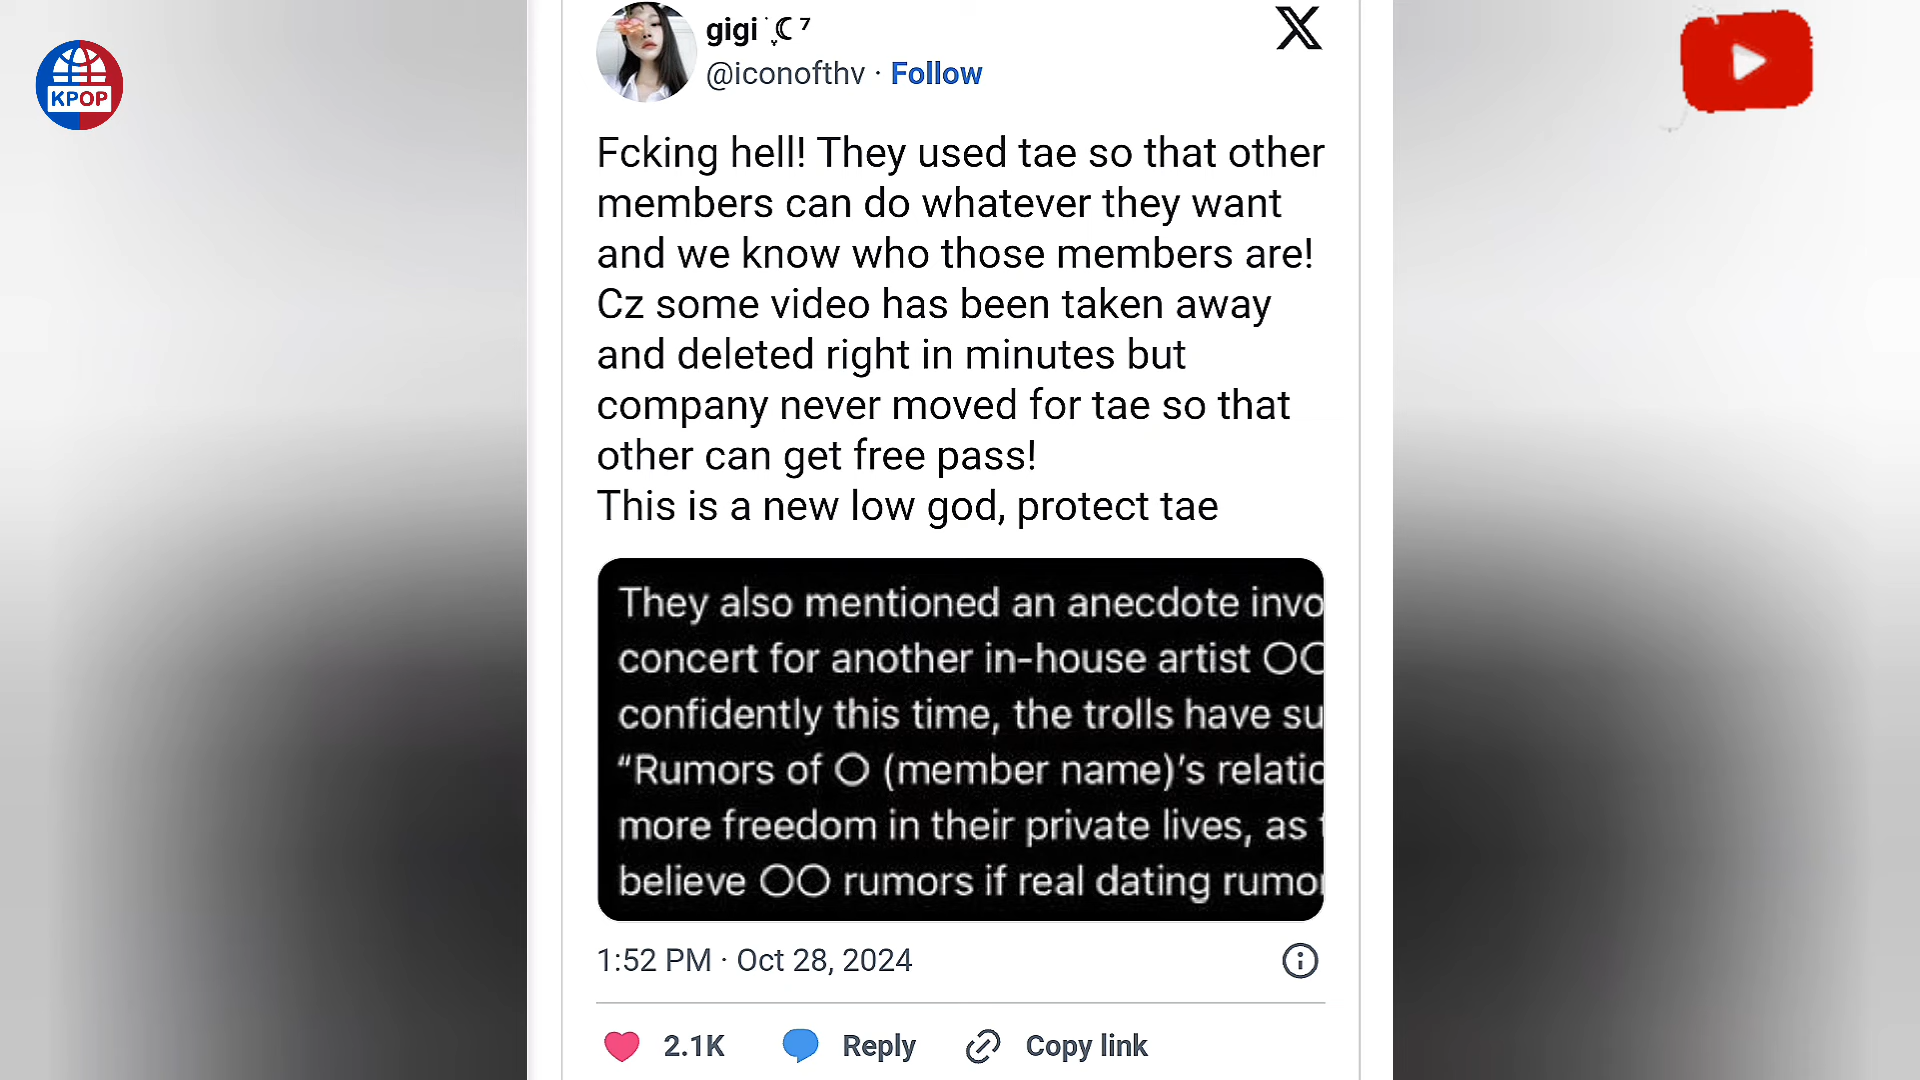 KPOP
gigi ⁷
@iconofthv · Follow
Fcking hell! They used tae so that other
members can do whatever they want
and we know who those members are!
Cz some video has been taken away
and deleted right in minutes but
company never moved for tae so that
other can get free pass!
This is a new low god, protect tae
They also mentioned an anecdote invo
concert for another in-house artist OO
confidently this time, the trolls have su
“Rumors of O (member name)’s relatio
more freedom in their private lives, as
believe OO rumors if real dating rumo
1:52 PM · Oct 28, 2024
2.1K Reply Copy link